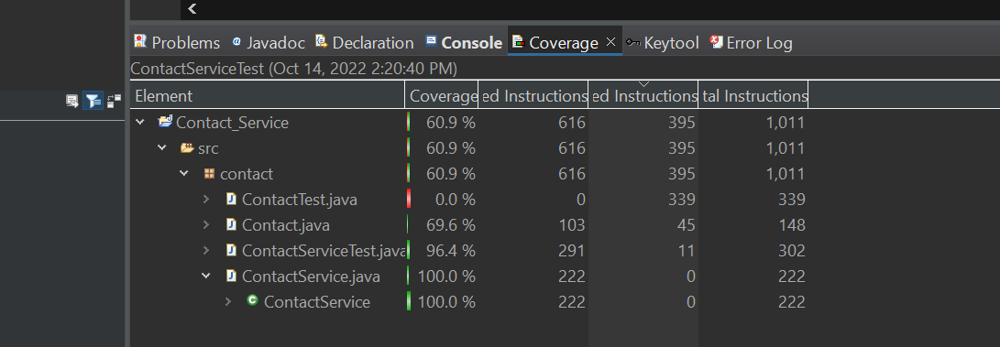 Problems Javadoc Declaration Console Coverage Keytool Error Log
ContactServiceTest (Oct 14, 2022 2:20:40 PM)
Element Coverage ed Instructions ed Instructions tal Instructions
Contact_Service 60.9 % 616 395 1,011
src 60.9 % 616 395 1,011
contact 60.9 % 616 395 1,011
ContactTest.java 0.0 % 0 339 339
Contact.java 69.6 % 103 45 148
ContactServiceTest.java 96.4 % 291 11 302
ContactService.java 100.0 % 222 0 222
ContactService 100.0 % 222 0 222